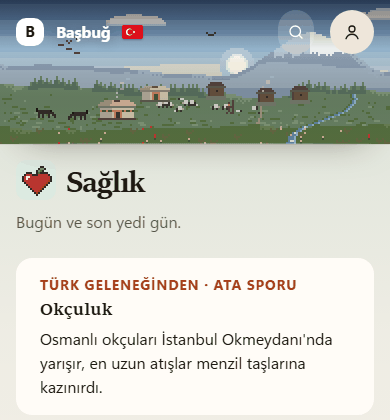 B
Başbuğ
Sağlık
Bugün ve son yedi gün.
TÜRK GELENEĞİNDEN · ATA SPORU
Okçuluk
Osmanlı okçuları İstanbul Okmeydanı'nda
yarışır, en uzun atışlar menzil taşlarına
kazınırdı.